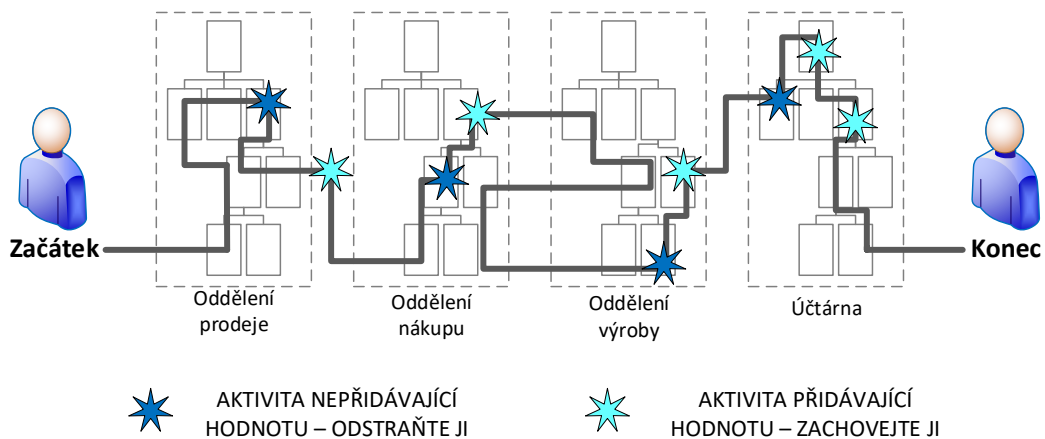 Začátek
Konec
Oddělení
prodeje
Oddělení
nákupu
Oddělení
výroby
Účtárna
AKTIVITA NEPŘIDÁVAJÍCÍ
HODNOTU – ODSTRAŇTE JI
AKTIVITA PŘIDÁVAJÍCÍ
HODNOTU – ZACHOVEJTE JI